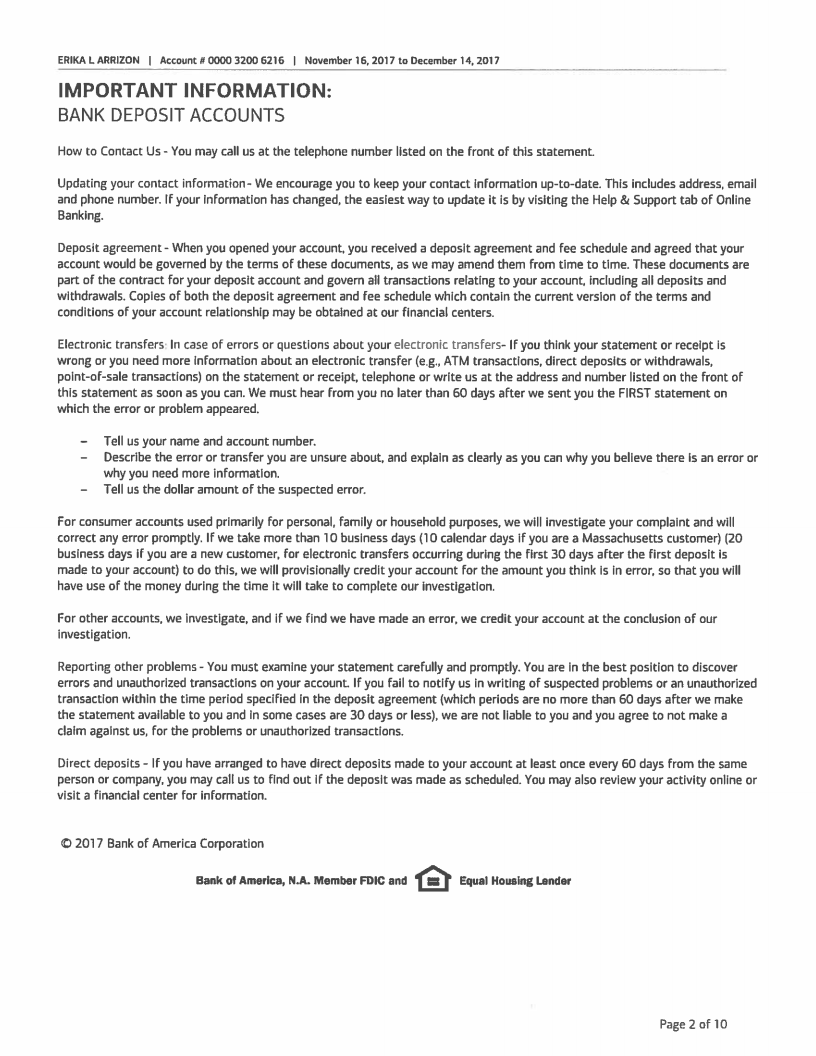 ERIKA L ARRIZON | Account # 0000 3200 6216 | November 16, 2017 to December 14, 2017
IMPORTANT INFORMATION:
BANK DEPOSIT ACCOUNTS
How to Contact Us - You may call us at the telephone number listed on the front of this statement.
Updating your contact information - We encourage you to keep your contact information up-to-date. This includes address, email
and phone number. If your information has changed, the easiest way to update it is by visiting the Help & Support tab of Online
Banking.
Deposit agreement - When you opened your account, you received a deposit agreement and fee schedule and agreed that your
account would be governed by the terms of these documents, as we may amend them from time to time. These documents are
part of the contract for your deposit account and govern all transactions relating to your account, including all deposits and
withdrawals. Copies of both the deposit agreement and fee schedule which contain the current version of the terms and
conditions of your account relationship may be obtained at our financial centers.
Electronic transfers: In case of errors or questions about your electronic transfers- If you think your statement or receipt is
wrong or you need more information about an electronic transfer (e.g., ATM transactions, direct deposits or withdrawals,
point-of-sale transactions) on the statement or receipt, telephone or write us at the address and number listed on the front of
this statement as soon as you can. We must hear from you no later than 60 days after we sent you the FIRST statement on
which the error or problem appeared.
– Tell us your name and account number.
– Describe the error or transfer you are unsure about, and explain as clearly as you can why you believe there is an error or
why you need more information.
– Tell us the dollar amount of the suspected error.
For consumer accounts used primarily for personal, family or household purposes, we will investigate your complaint and will
correct any error promptly. If we take more than 10 business days (10 calendar days if you are a Massachusetts customer) (20
business days if you are a new customer, for electronic transfers occurring during the first 30 days after the first deposit is
made to your account) to do this, we will provisionally credit your account for the amount you think is in error, so that you will
have use of the money during the time it will take to complete our investigation.
For other accounts, we investigate, and if we find we have made an error, we credit your account at the conclusion of our
investigation.
Reporting other problems - You must examine your statement carefully and promptly. You are in the best position to discover
errors and unauthorized transactions on your account. If you fail to notify us in writing of suspected problems or an unauthorized
transaction within the time period specified in the deposit agreement (which periods are no more than 60 days after we make
the statement available to you and in some cases are 30 days or less), we are not liable to you and you agree to not make a
claim against us, for the problems or unauthorized transactions.
Direct deposits - If you have arranged to have direct deposits made to your account at least once every 60 days from the same
person or company, you may call us to find out if the deposit was made as scheduled. You may also review your activity online or
visit a financial center for information.
© 2017 Bank of America Corporation
Bank of America, N.A. Member FDIC and Equal Housing Lender
Page 2 of 10